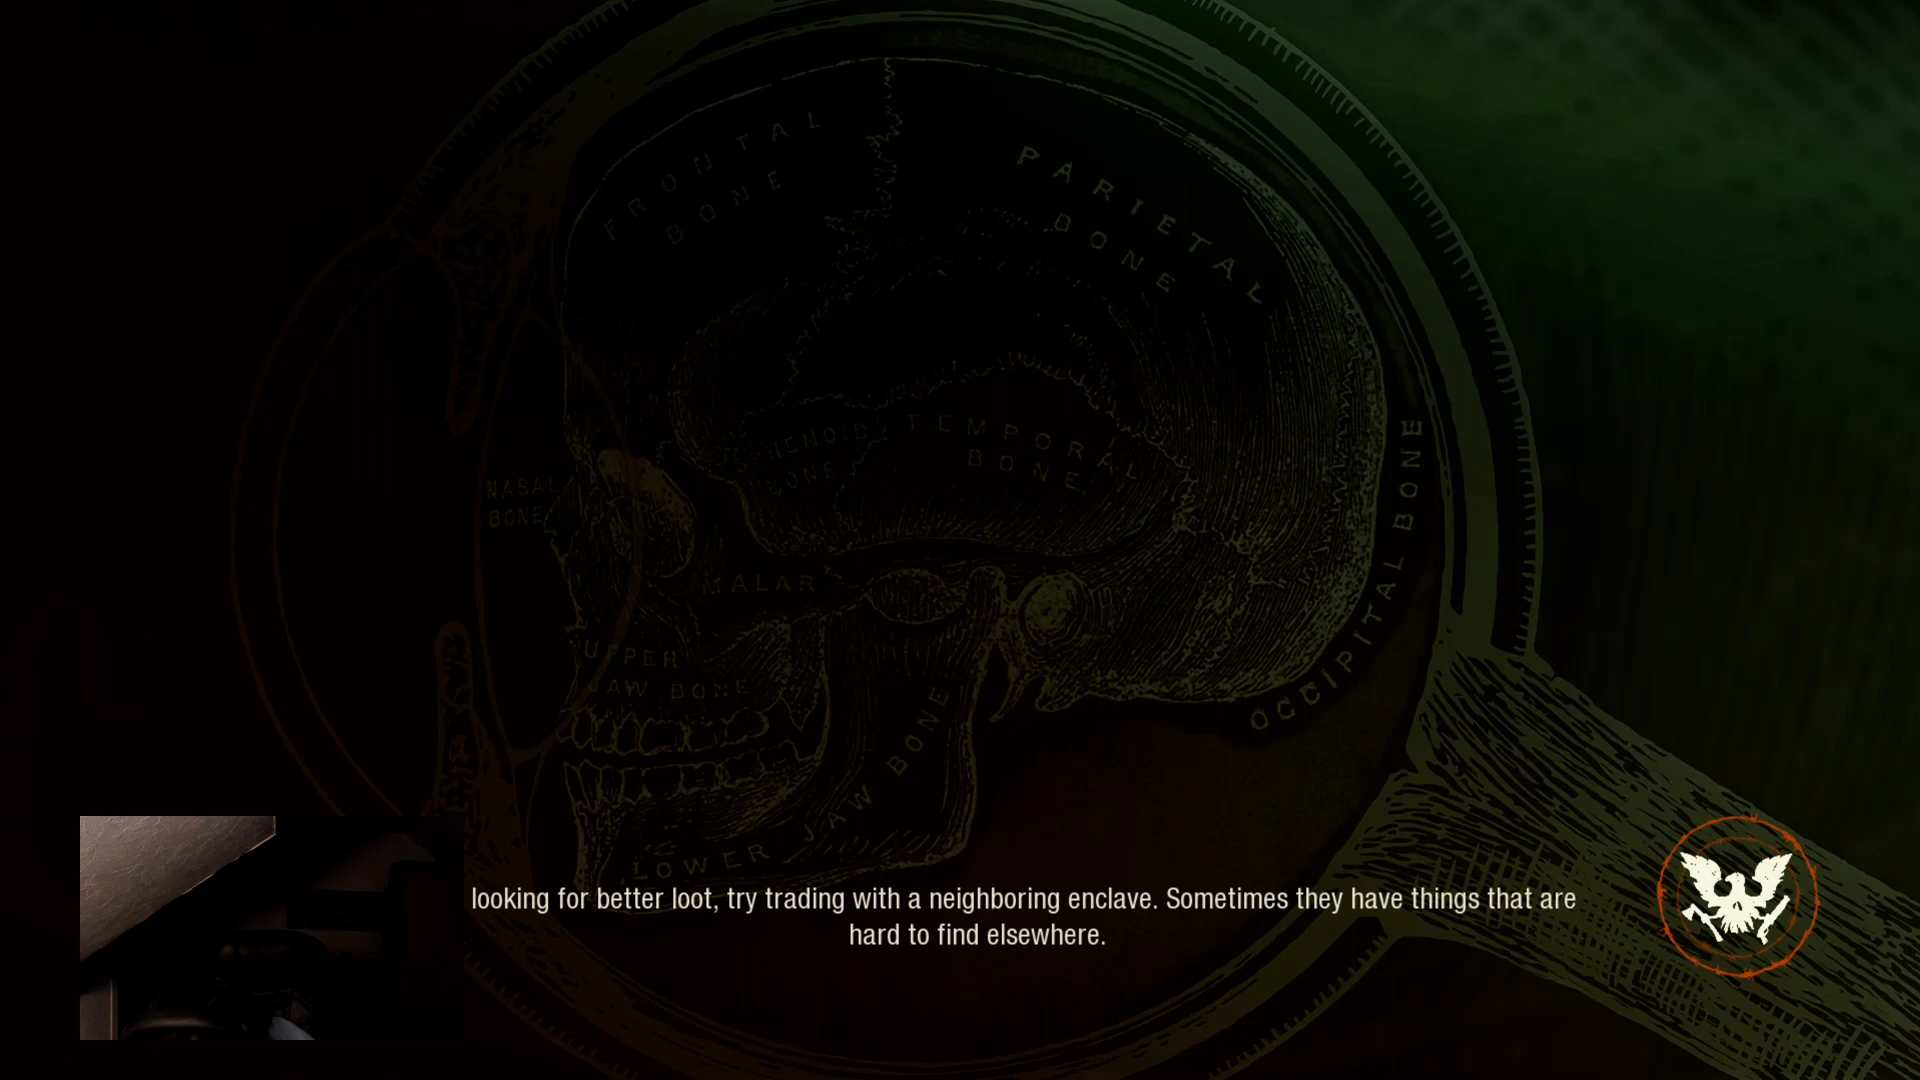 FRONTAL
BONE
PARIETAL
BONE
TEMPORAL
BONE
NASAL
BONE
OCCIPITAL BONE
MALAR
UPPER
JAW BONE
LOWER JAW BONE
looking for better loot, try trading with a neighboring enclave. Sometimes they have things that are
hard to find elsewhere.